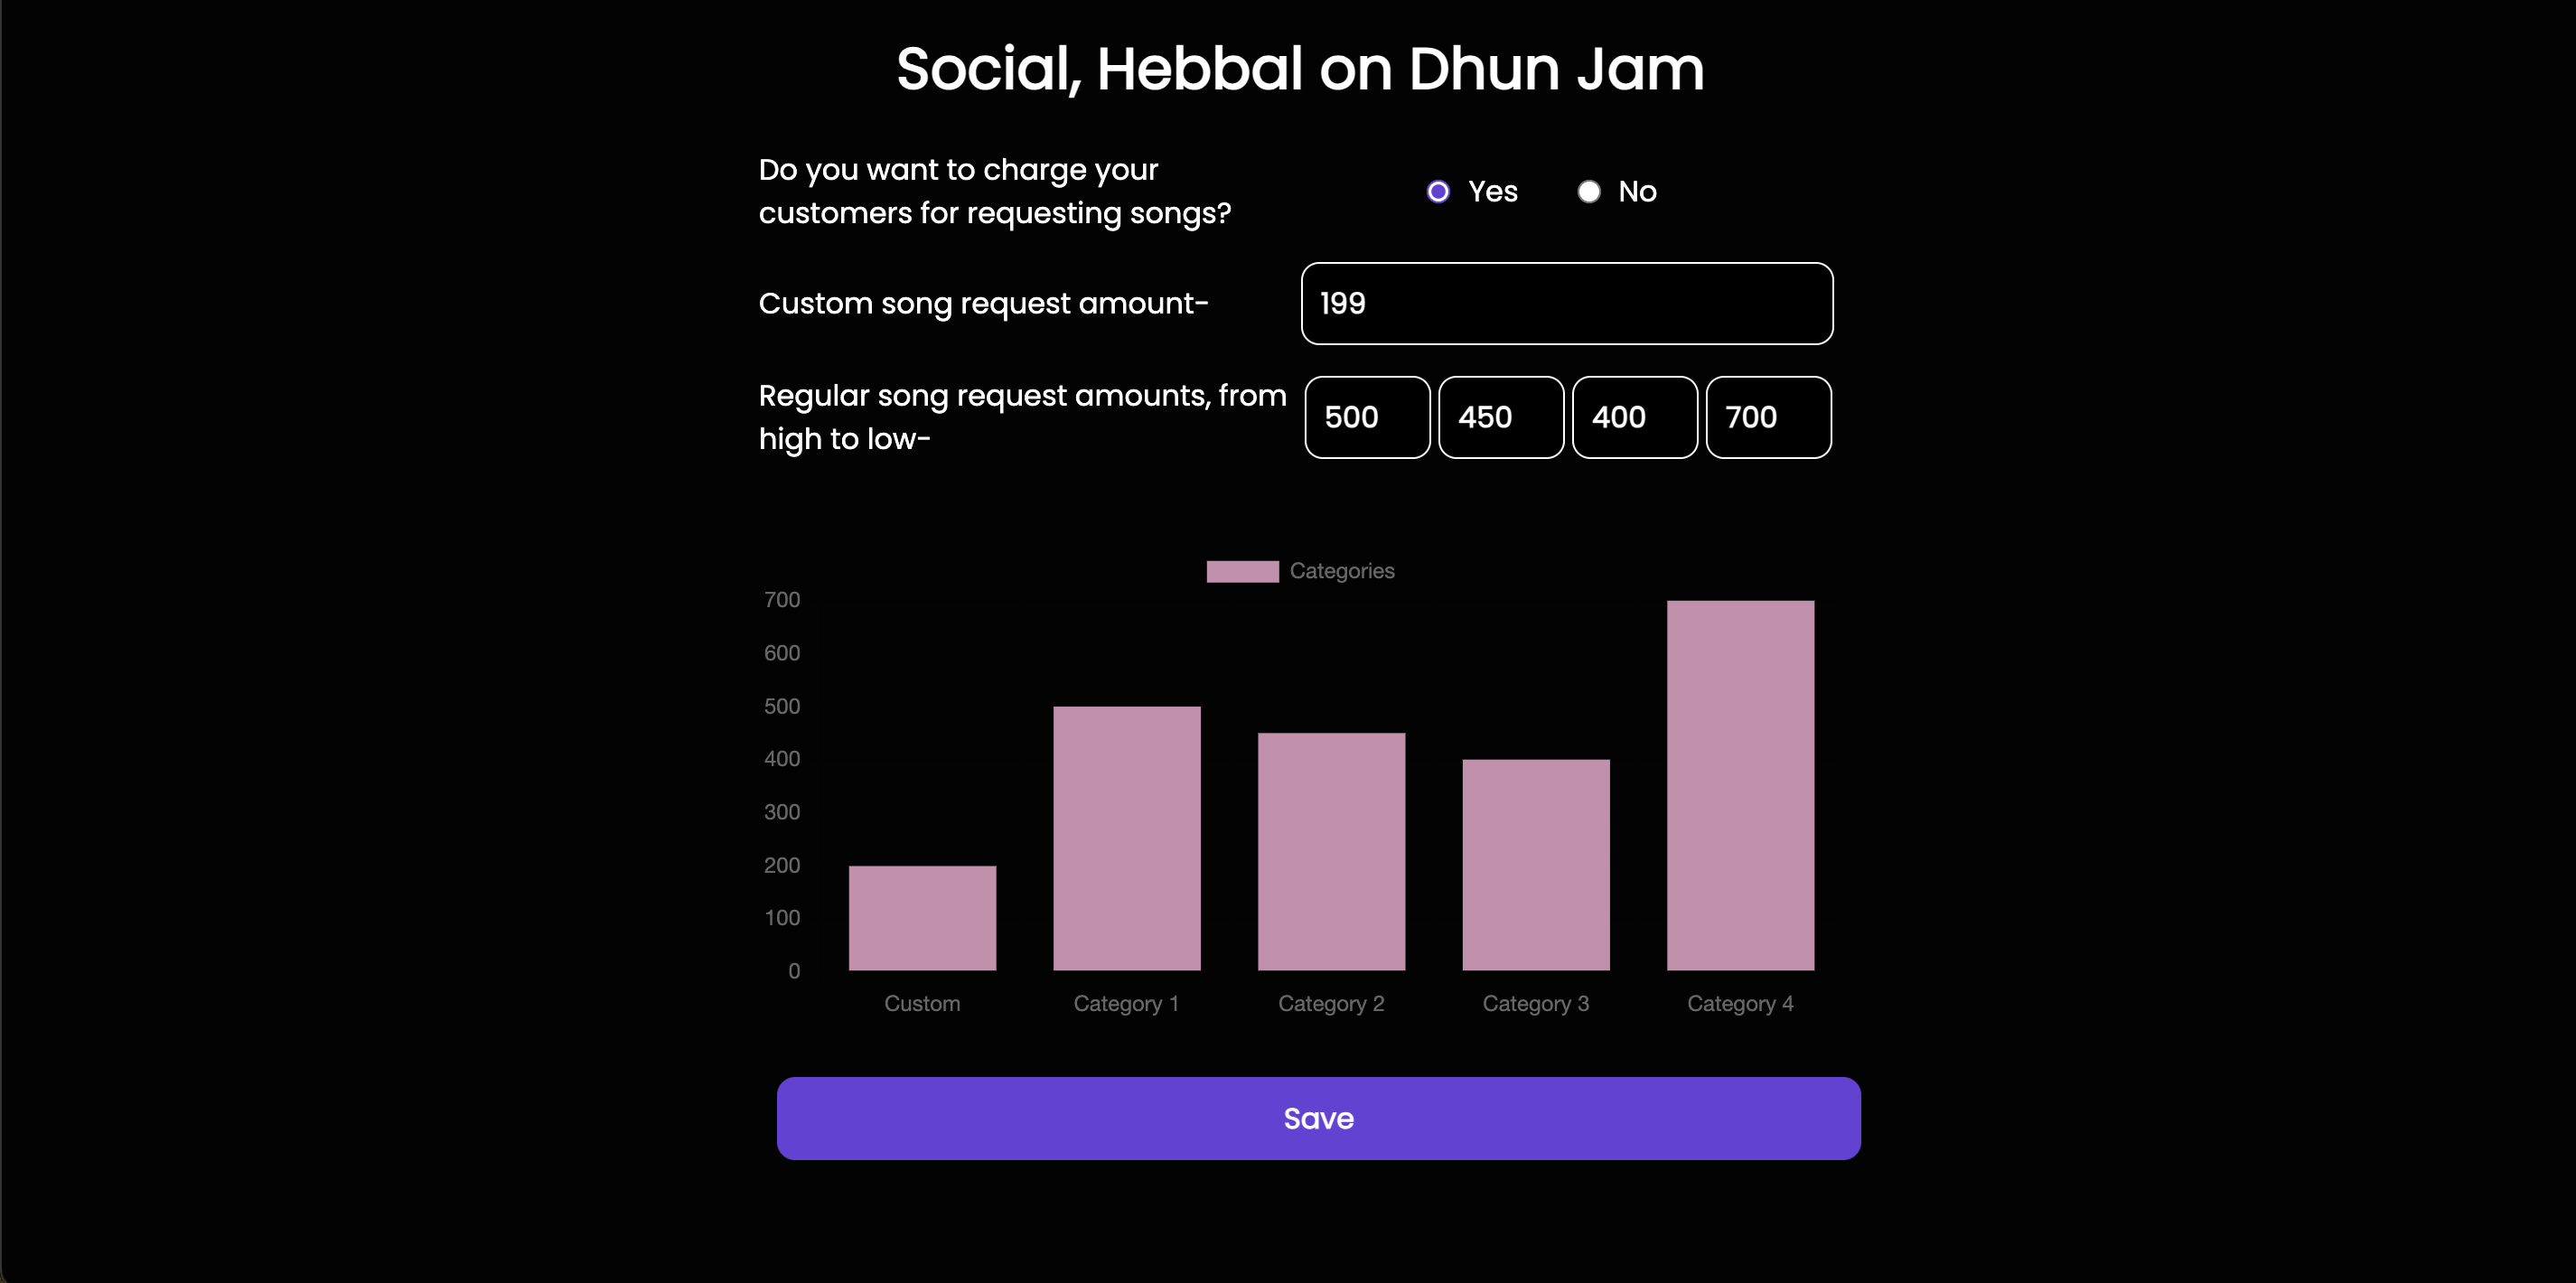 Social, Hebbal on Dhun Jam
Do you want to charge your
customers for requesting songs?
Yes No
Custom song request amount-
199
Regular song request amounts, from
high to low-
500 450 400 700
Categories
700
600
500
400
300
200
100
0
Custom Category 1 Category 2 Category 3 Category 4
Save